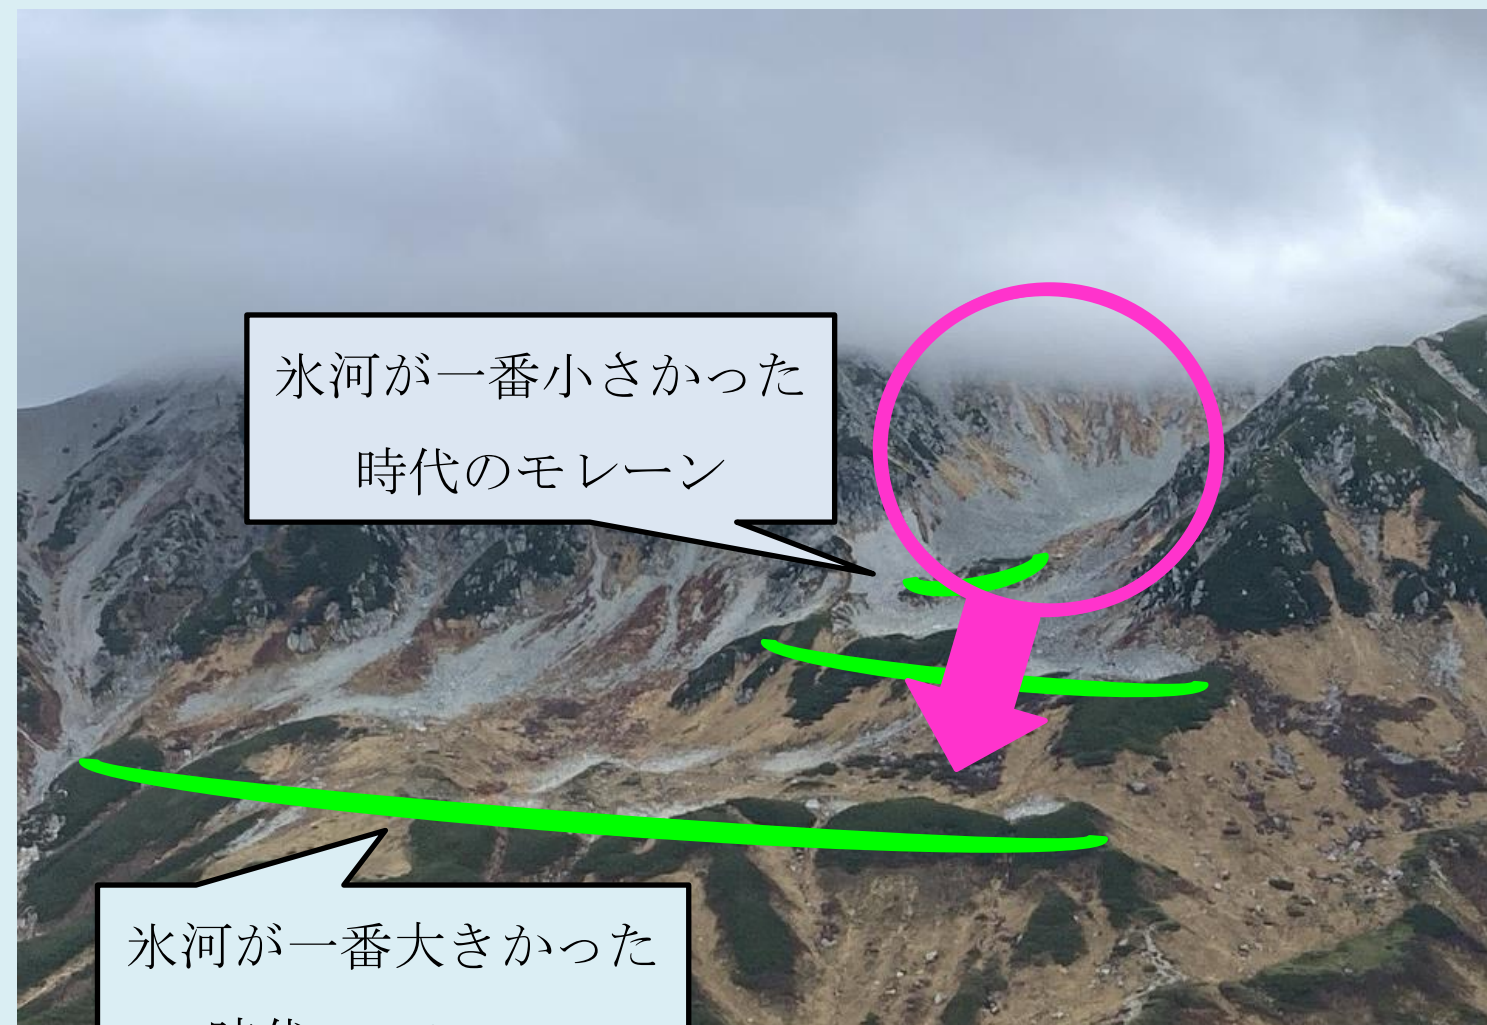 氷河が一番小さかった
時代のモレーン
氷河が一番大きかった